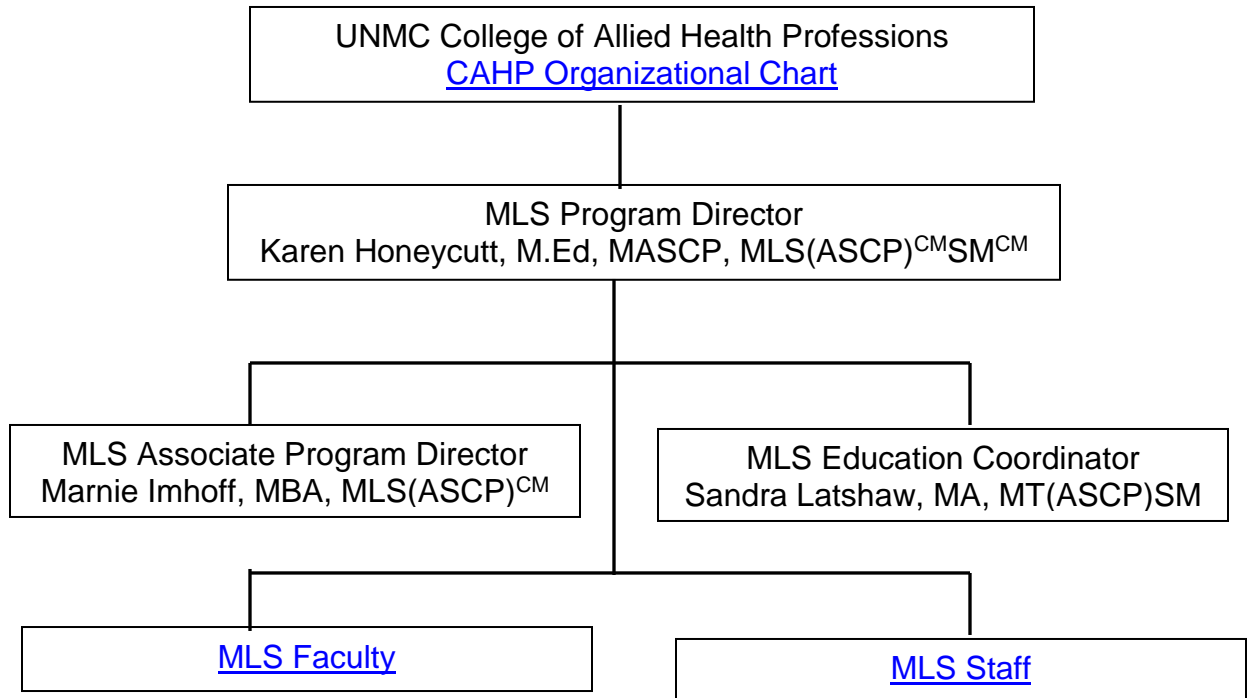 UNMC College of Allied Health Professions
CAHP Organizational Chart
MLS Program Director
Karen Honeycutt, M.Ed, MASCP, MLS(ASCP)CMSMCM
MLS Associate Program Director
Marnie Imhoff, MBA, MLS(ASCP)CM
MLS Education Coordinator
Sandra Latshaw, MA, MT(ASCP)SM
MLS Faculty
MLS Staff